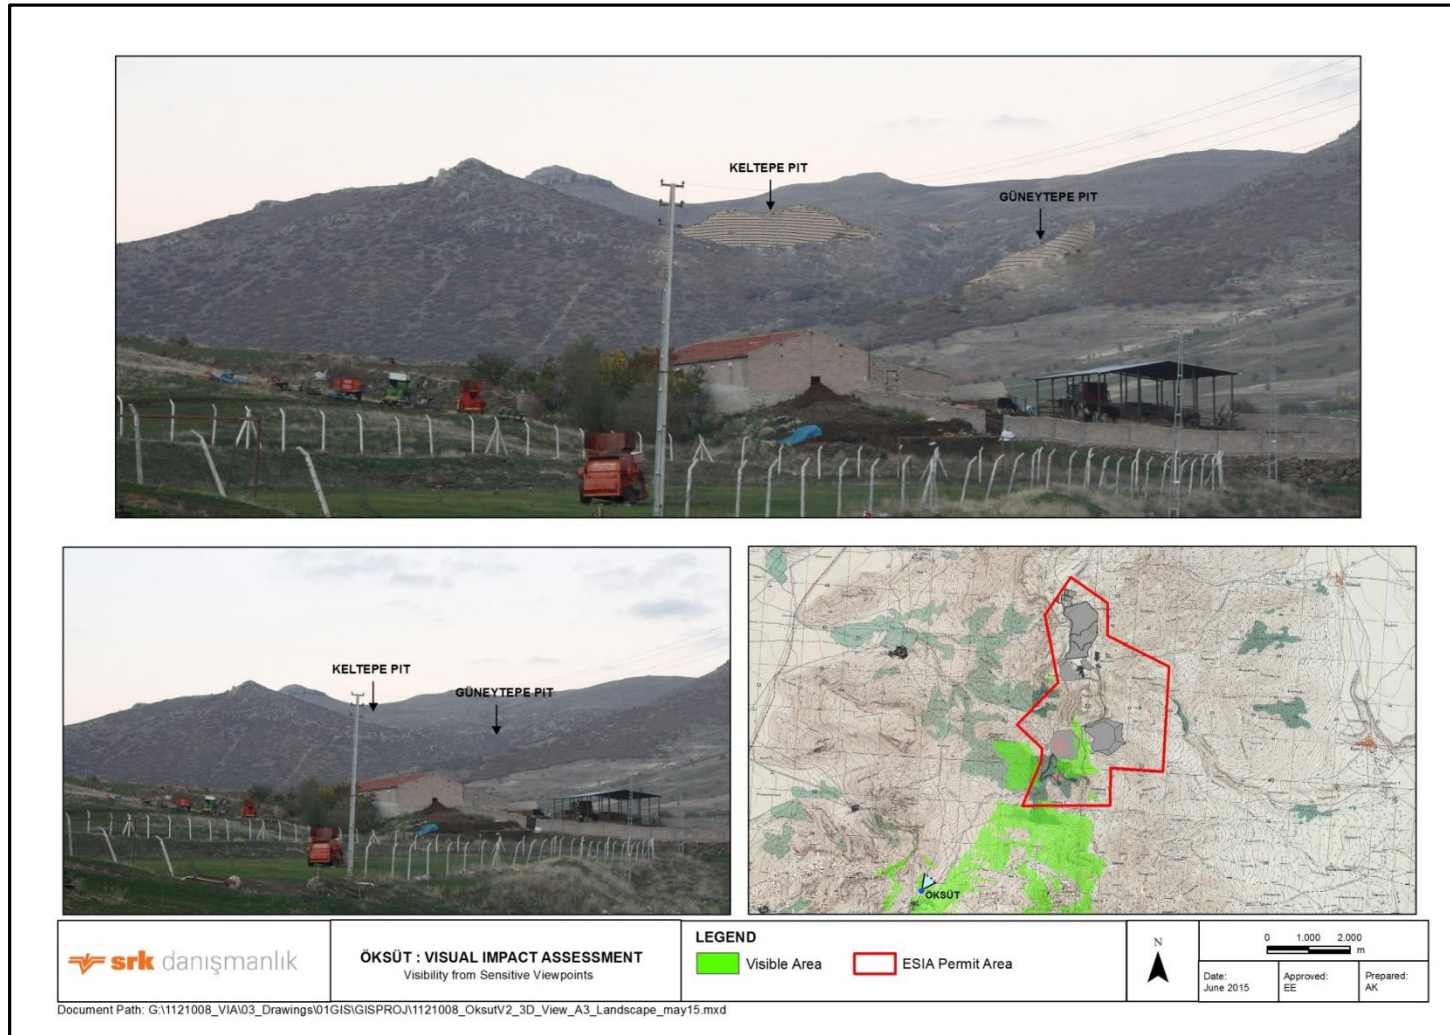 KELTEPE PIT
GÜNEYTEPE PIT
KELTEPE PIT
GÜNEYTEPE PIT
ÖKSÜT
srk danışmanlık
ÖKSÜT : VISUAL IMPACT ASSESSMENT
Visibility from Sensitive Viewpoints
LEGEND
Visible Area
ESIA Permit Area
N
0 1.000 2.000
m
Date:
June 2015
Approved:
EE
Prepared:
AK
Document Path: G:\1121008_VIA\03_Drawings\01GIS\GISPROJ\1121008_OksutV2_3D_View_A3_Landscape_may15.mxd